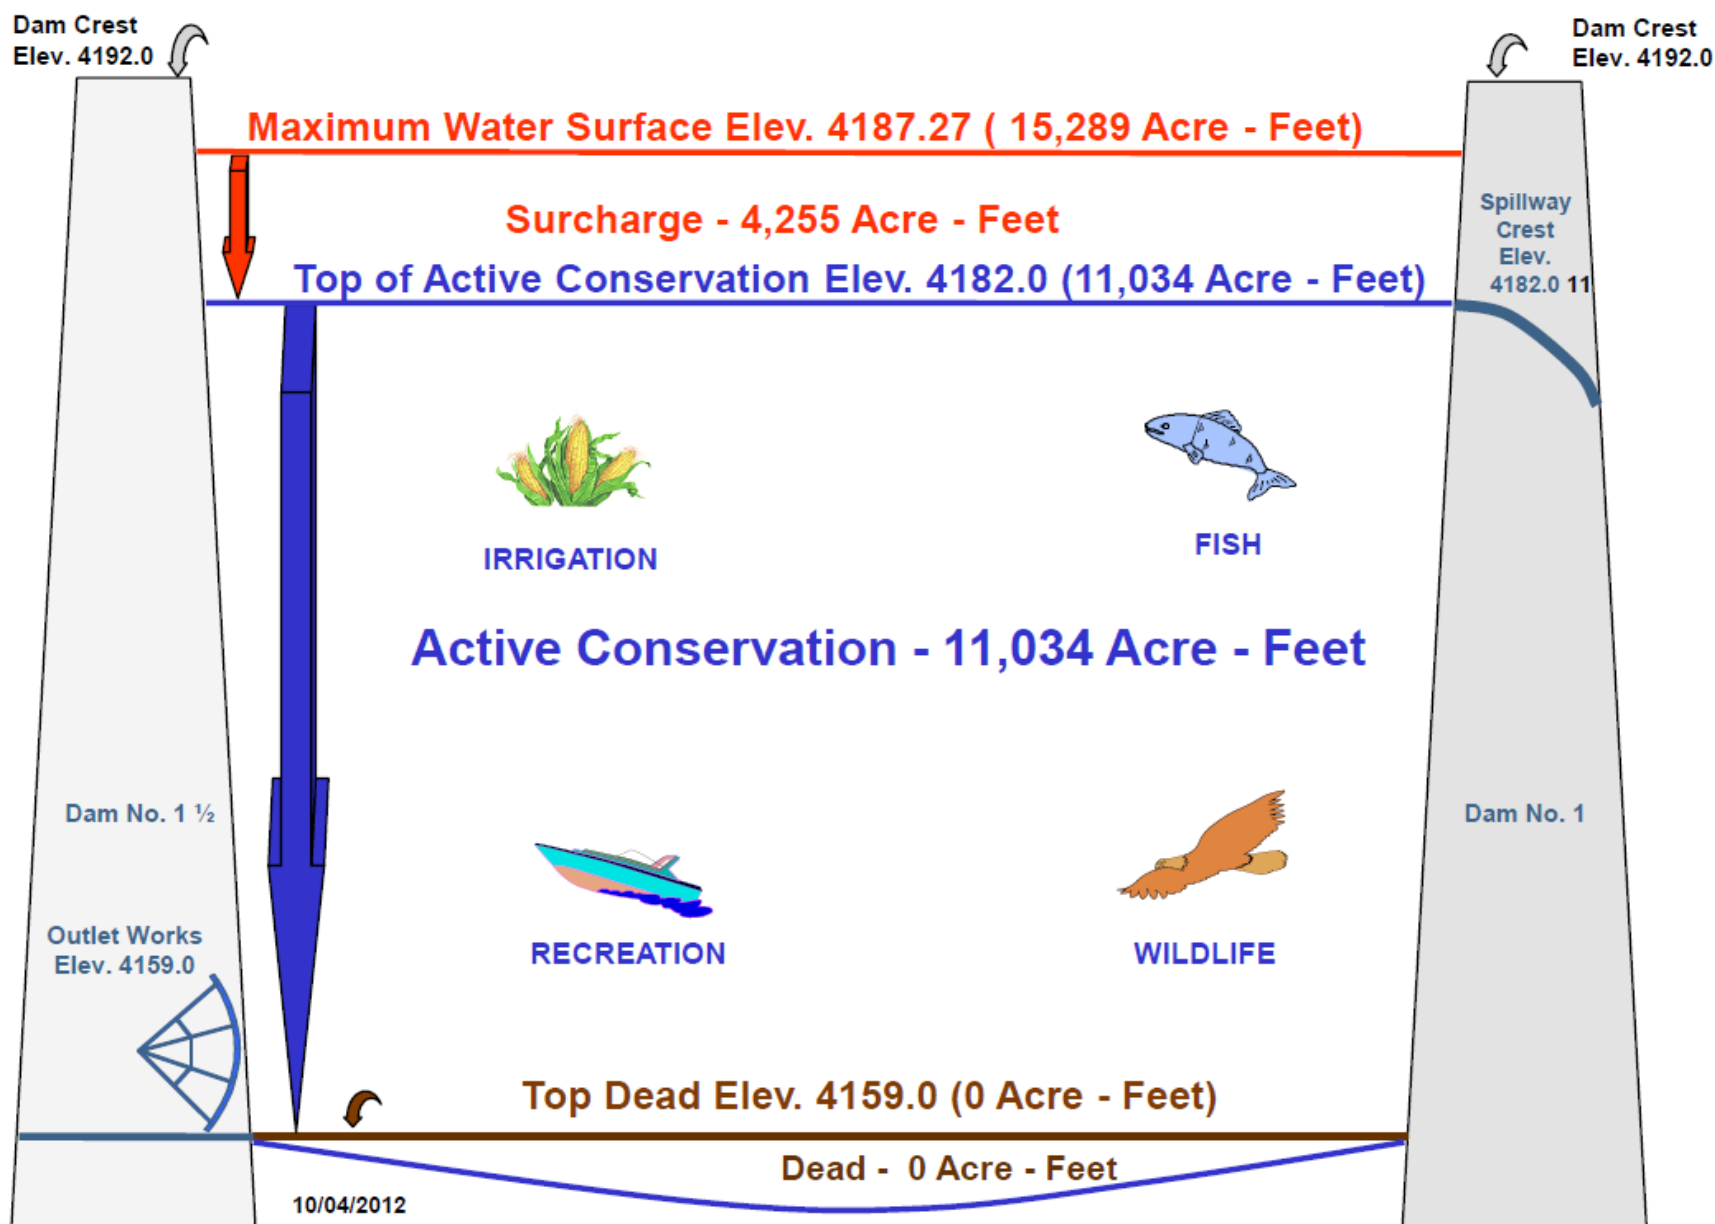 Dam Crest
Elev. 4192.0
Dam Crest
Elev. 4192.0
Maximum Water Surface Elev. 4187.27 ( 15,289 Acre - Feet)
Surcharge - 4,255 Acre - Feet
Spillway
Crest
Elev.
4182.0 11
Top of Active Conservation Elev. 4182.0 (11,034 Acre - Feet)
IRRIGATION
FISH
Active Conservation - 11,034 Acre - Feet
Dam No. 1 ½
Dam No. 1
Outlet Works
Elev. 4159.0
RECREATION
WILDLIFE
Top Dead Elev. 4159.0 (0 Acre - Feet)
Dead -  0 Acre - Feet
10/04/2012